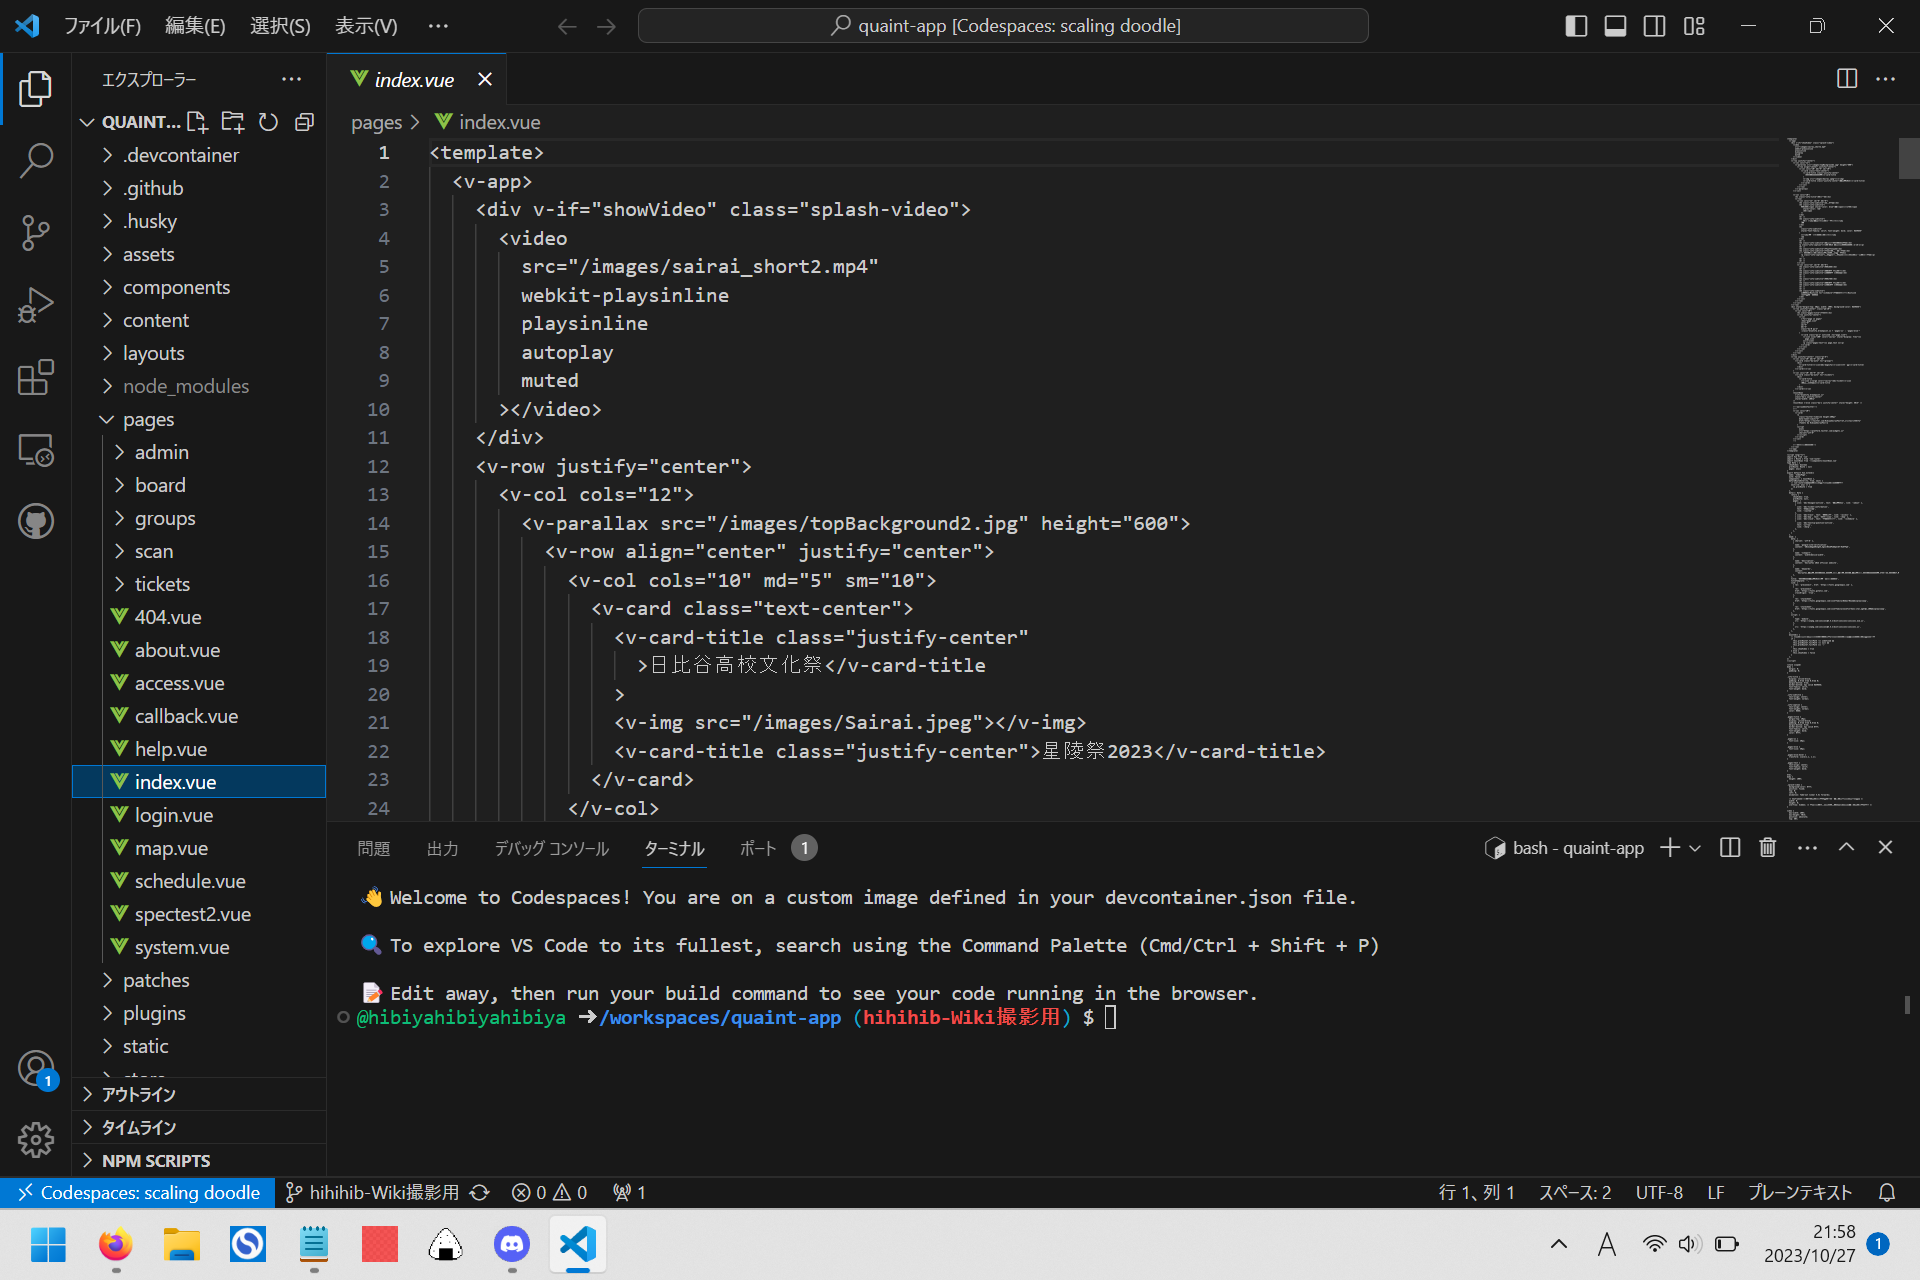 ファイル(F) 編集(E) 選択(S) 表示(V) ··· quaint-app [Codespaces: scaling doodle]
エクスプローラー ···
QUAINT...
.devcontainer
.github
.husky
assets
components
content
layouts
node_modules
pages
admin
board
groups
scan
tickets
404.vue
about.vue
access.vue
callback.vue
help.vue
index.vue
login.vue
map.vue
schedule.vue
spectest2.vue
system.vue
patches
plugins
static
アウトライン
タイムライン
NPM SCRIPTS
1
index.vue
pages > index.vue
1 <template>
2 <v-app>
3 <div v-if="showVideo" class="splash-video">
4 <video
5 src="/images/sairai_short2.mp4"
6 webkit-playsinline
7 playsinline
8 autoplay
9 muted
10 ></video>
11 </div>
12 <v-row justify="center">
13 <v-col cols="12">
14 <v-parallax src="/images/topBackground2.jpg" height="600">
15 <v-row align="center" justify="center">
16 <v-col cols="10" md="5" sm="10">
17 <v-card class="text-center">
18 <v-card-title class="justify-center"
19 >日比谷高校文化祭</v-card-title
20 >
21 <v-img src="/images/Sairai.jpeg"></v-img>
22 <v-card-title class="justify-center">星陵祭2023</v-card-title>
23 </v-card>
24 </v-col>
問題 出力 デバッグ コンソール ターミナル ポート 1 bash - quaint-app
👋 Welcome to Codespaces! You are on a custom image defined in your devcontainer.json file.
🔍 To explore VS Code to its fullest, search using the Command Palette (Cmd/Ctrl + Shift + P)
📝 Edit away, then run your build command to see your code running in the browser.
@hibiyahibiyahibiya ➜/workspaces/quaint-app (hihihib-Wiki撮影用) $
Codespaces: scaling doodle hihihib-Wiki撮影用 0 0 1 行 1、列 1 スペース: 2 UTF-8 LF プレーンテキスト
A 21:58
2023/10/27 1